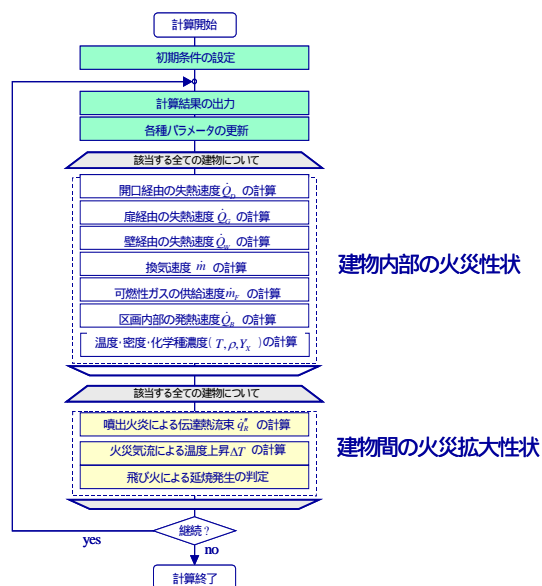 計算開始
初期条件の設定
計算結果の出力
各種パラメータの更新
該当する全ての建物について
開口経由の失熱速度 Q̇_D の計算
扉経由の失熱速度 Q̇_G の計算
壁経由の失熱速度 Q̇_W の計算
換気速度 ṁ の計算
可燃性ガスの供給速度 ṁ_F の計算
区画内部の発熱速度 Q̇_B の計算
温度・密度・化学種濃度( T, ρ, Y_X )の計算
建物内部の火災性状
該当する全ての建物について
噴出火炎による伝達熱流束 q̇″_R の計算
火災気流による温度上昇ΔT の計算
飛び火による延焼発生の判定
建物間の火災拡大性状
継続?
yes
no
計算終了